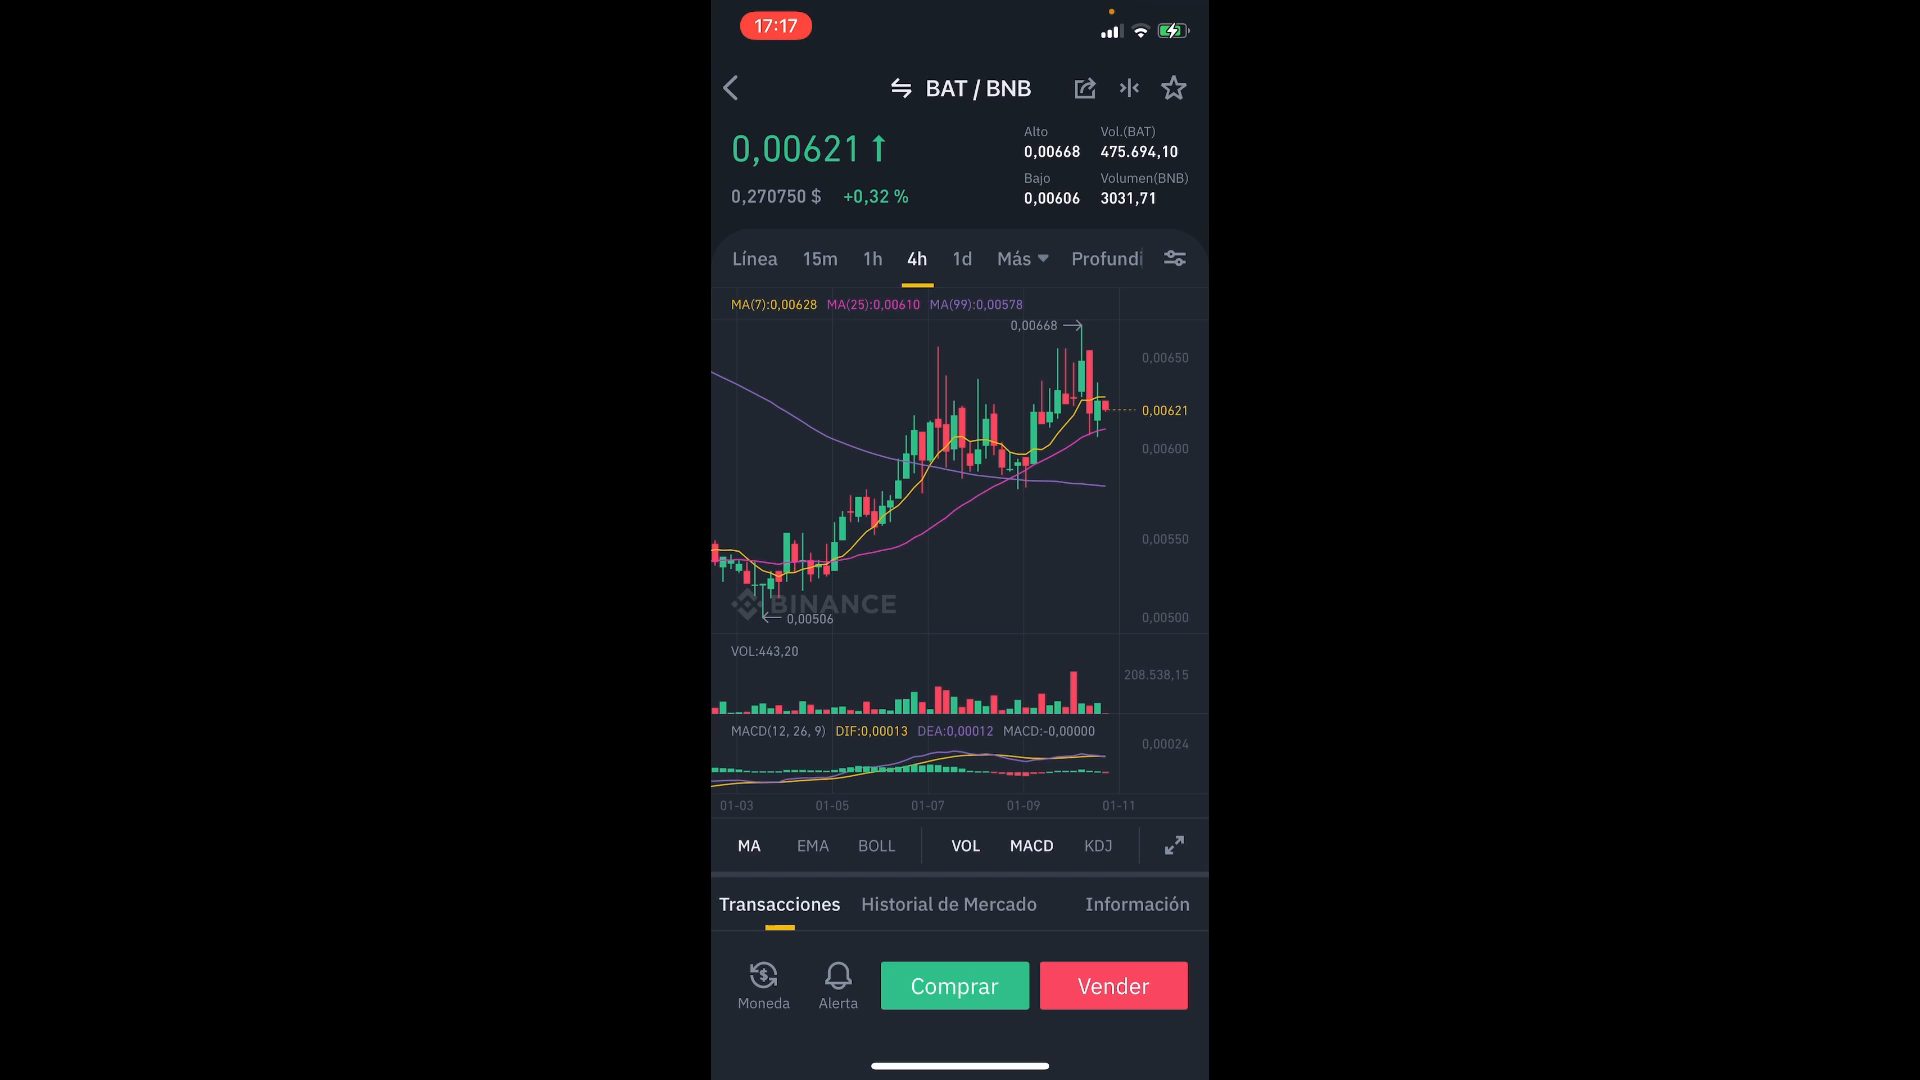 17:17
BAT / BNB
0,00621
0,270750 $ +0,32 %
Alto Vol.(BAT)
0,00668 475.694,10
Bajo Volumen(BNB)
0,00606 3031,71
Línea 15m 1h 4h 1d Más Profundi
MA(7):0,00628 MA(25):0,00610 MA(99):0,00578
0,00668
0,00650
0,00621
0,00600
0,00550
BINANCE
0,00506
0,00500
VOL:443,20
208.538,15
MACD(12, 26, 9) DIF:0,00013 DEA:0,00012 MACD:-0,00000
0,00024
01-03 01-05 01-07 01-09 01-11
MA EMA BOLL VOL MACD KDJ
Transacciones Historial de Mercado Información
Moneda Alerta Comprar Vender